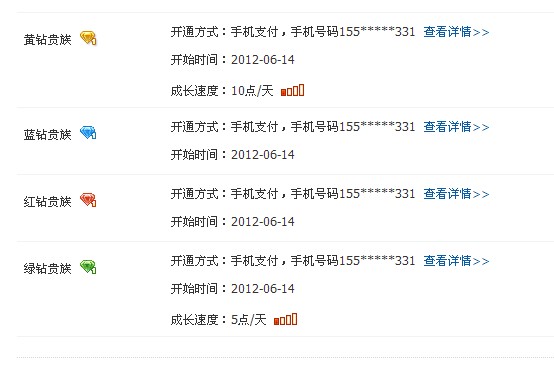 黄钻贵族
开通方式：手机支付，手机号码155*****331 查看详情>>
开始时间：2012-06-14
成长速度：10点/天
蓝钻贵族
开通方式：手机支付，手机号码155*****331 查看详情>>
开始时间：2012-06-14
红钻贵族
开通方式：手机支付，手机号码155*****331 查看详情>>
开始时间：2012-06-14
绿钻贵族
开通方式：手机支付，手机号码155*****331 查看详情>>
开始时间：2012-06-14
成长速度：5点/天